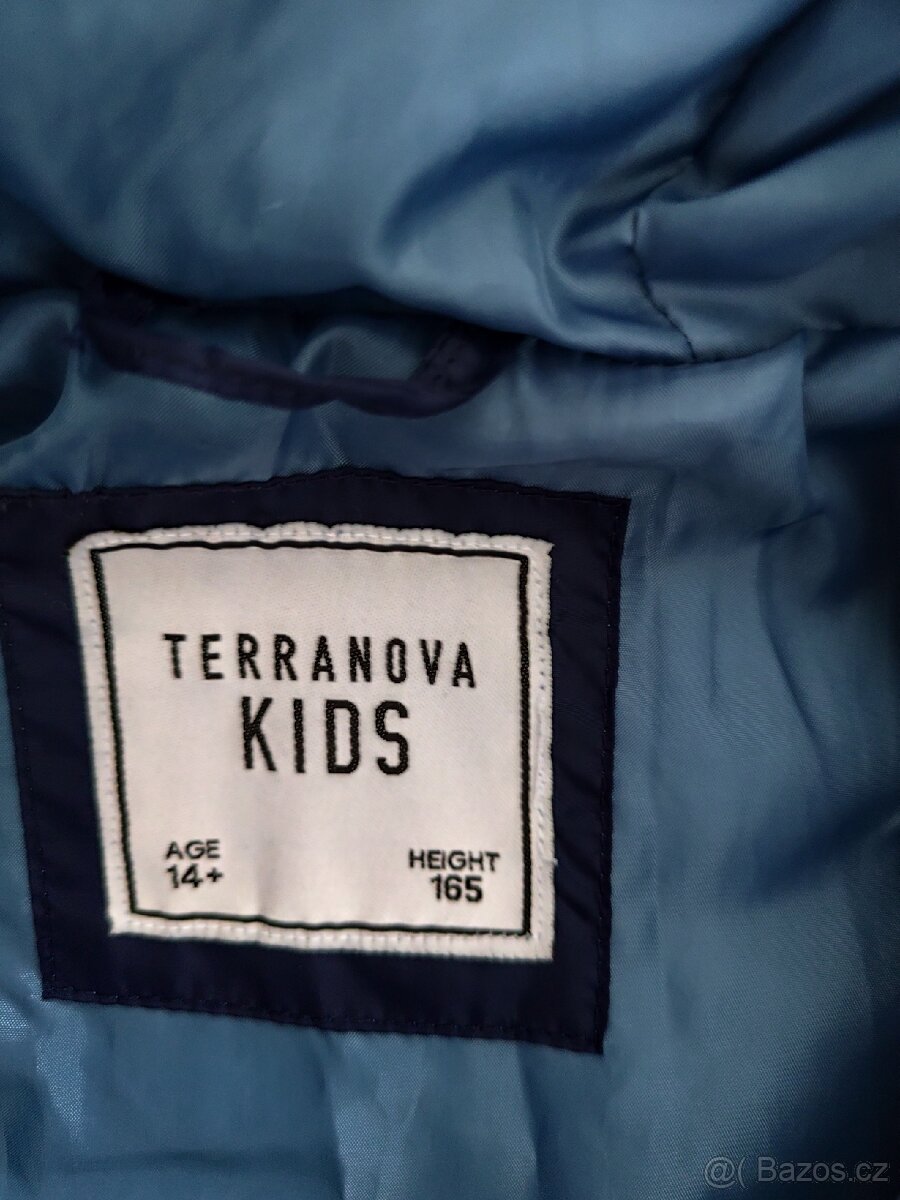 TERRANOVA
KIDS
AGE
14+
HEIGHT
165
@( Bazos.cz